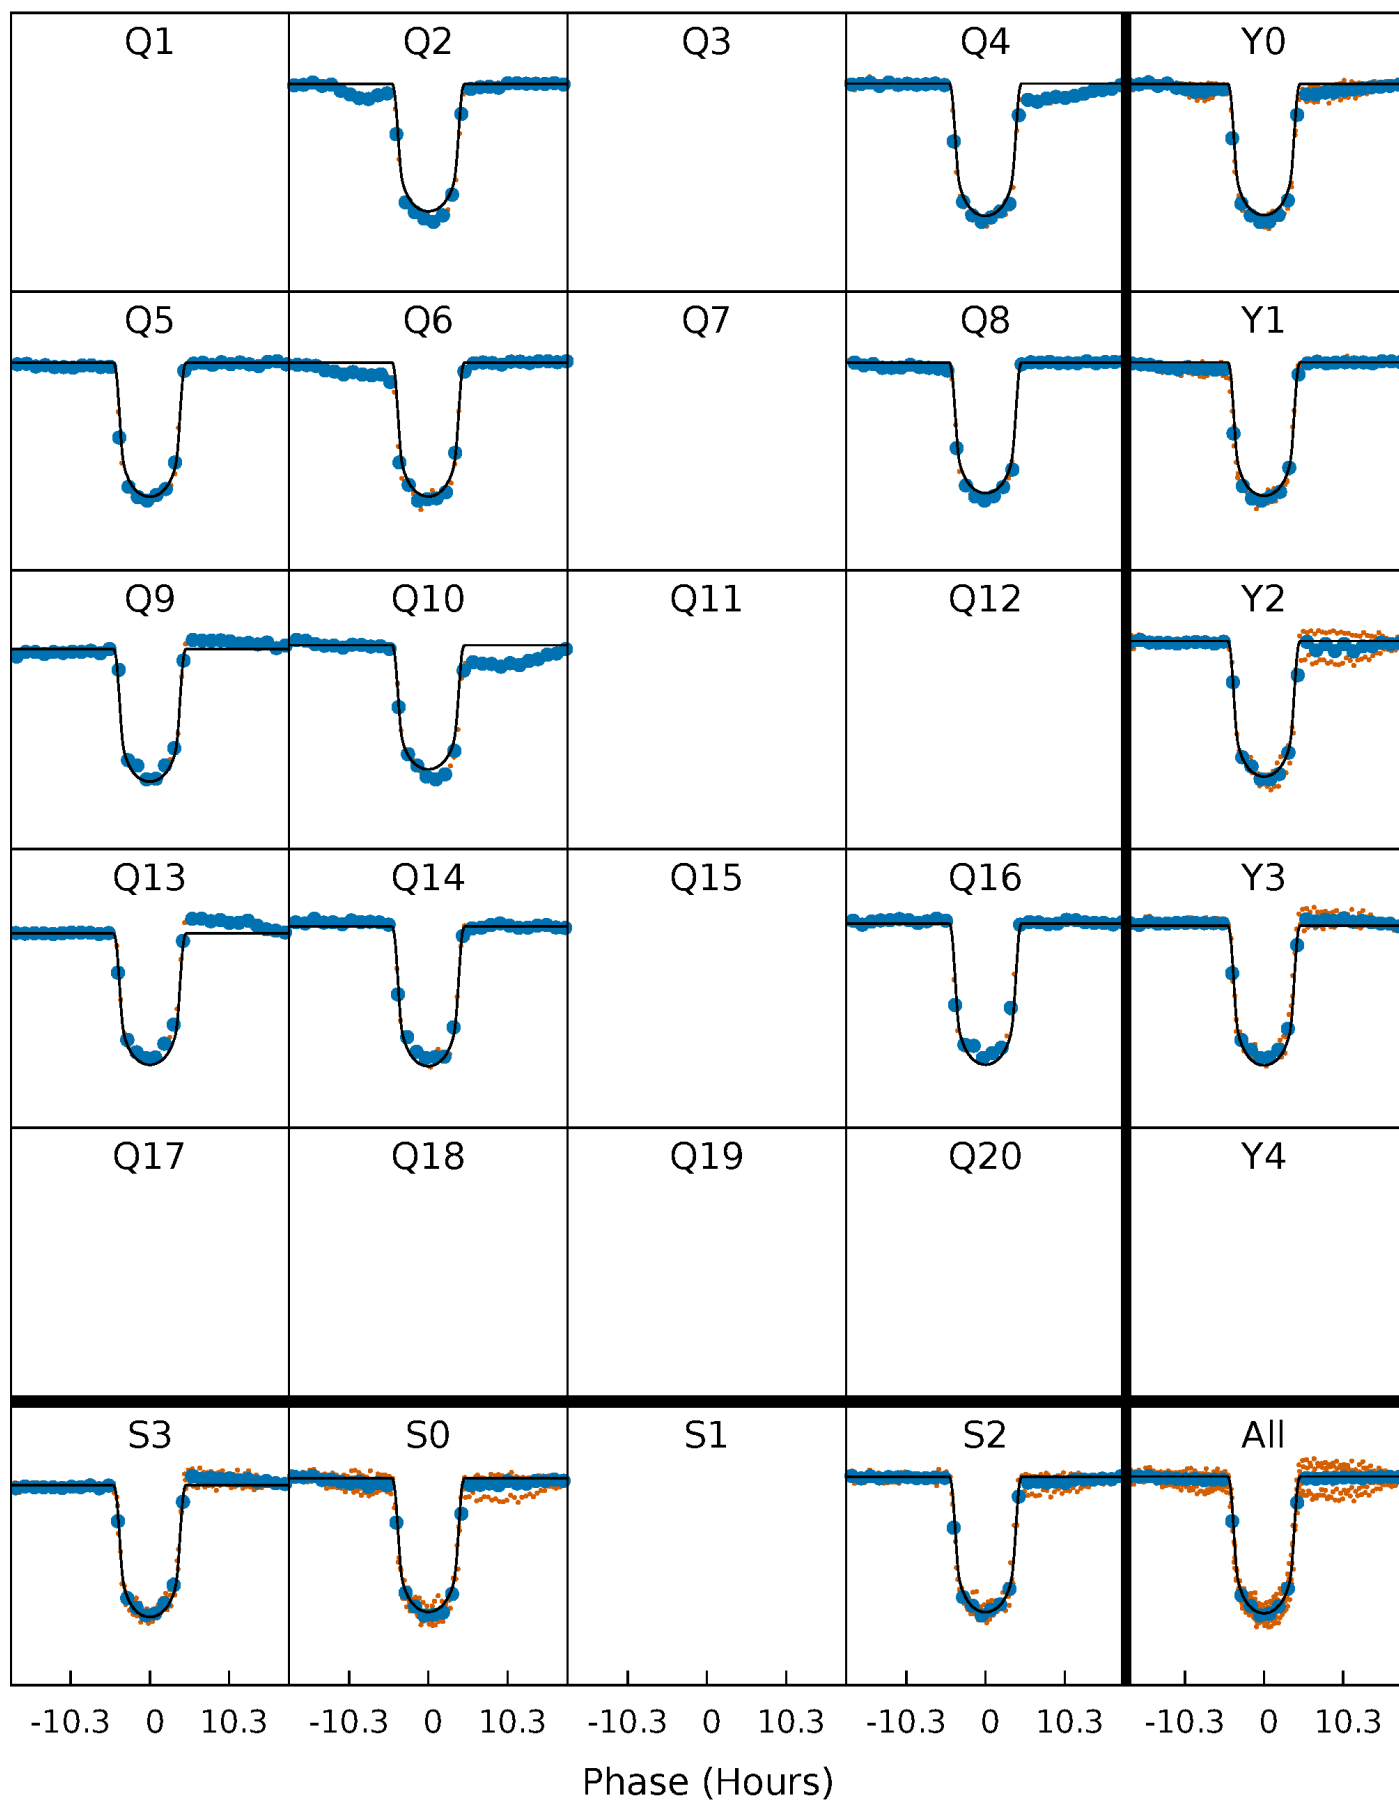 Q1 Q2 Q3 Q4 Y0
Q5 Q6 Q7 Q8 Y1
Q9 Q10 Q11 Q12 Y2
Q13 Q14 Q15 Q16 Y3
Q17 Q18 Q19 Q20 Y4
S3 S0 S1 S2 All
-10.3 0 10.3 -10.3 0 10.3 -10.3 0 10.3 -10.3 0 10.3 -10.3 0 10.3
Phase (Hours)